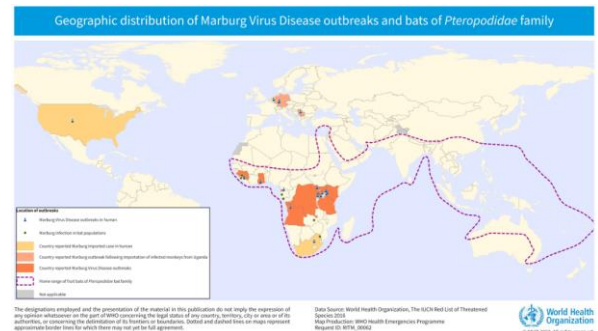 Geographic distribution of Marburg Virus Disease outbreaks and bats of Pteropodidae family
Location of outbreaks
Marburg Virus Disease outbreaks in human
Marburg infection in bat populations
Country reported Marburg imported case in human
Country reported Marburg outbreak following importation of infected monkeys from Uganda
Country reported Marburg Virus Disease outbreaks
Home range of fruit bats of Pteropodidae bat family
Not applicable
The designations employed and the presentation of the material in this publication do not imply the expression of
any opinion whatsoever on the part of WHO concerning the legal status of any country, territory, city or area or of its
authorities, or concerning the delimitation of its frontiers or boundaries. Dotted and dashed lines on maps represent
approximate border lines for which there may not yet be full agreement.
Data Source: World Health Organization, The IUCN Red List of Threatened
Species 2018
Map Production: WHO Health Emergencies Programme
World Health
Organization